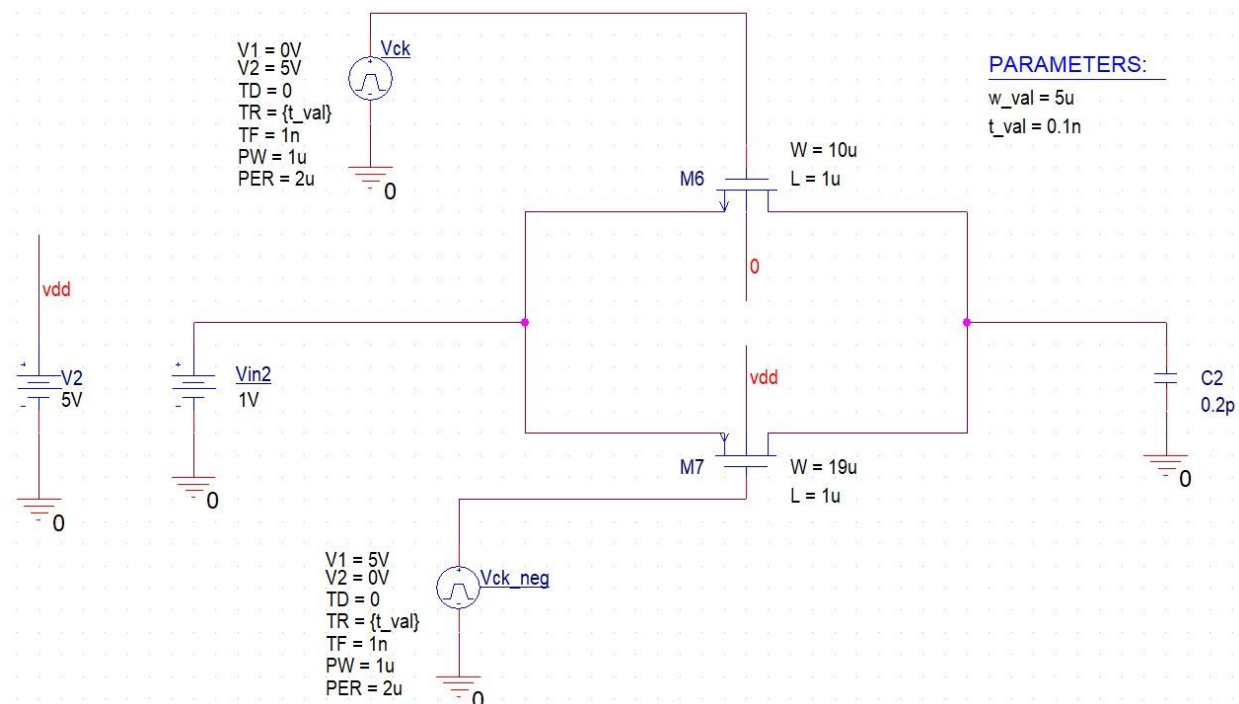 V1 = 0V
V2 = 5V
TD = 0
TR = {t_val}
TF = 1n
PW = 1u
PER = 2u
Vck
0
PARAMETERS:
w_val = 5u
t_val = 0.1n
M6
W = 10u
L = 1u
0
vdd
+
V2
5V
-
0
+
Vin2
1V
-
0
vdd
M7
W = 19u
L = 1u
C2
0.2p
0
V1 = 5V
V2 = 0V
TD = 0
TR = {t_val}
TF = 1n
PW = 1u
PER = 2u
+
Vck_neg
-
0